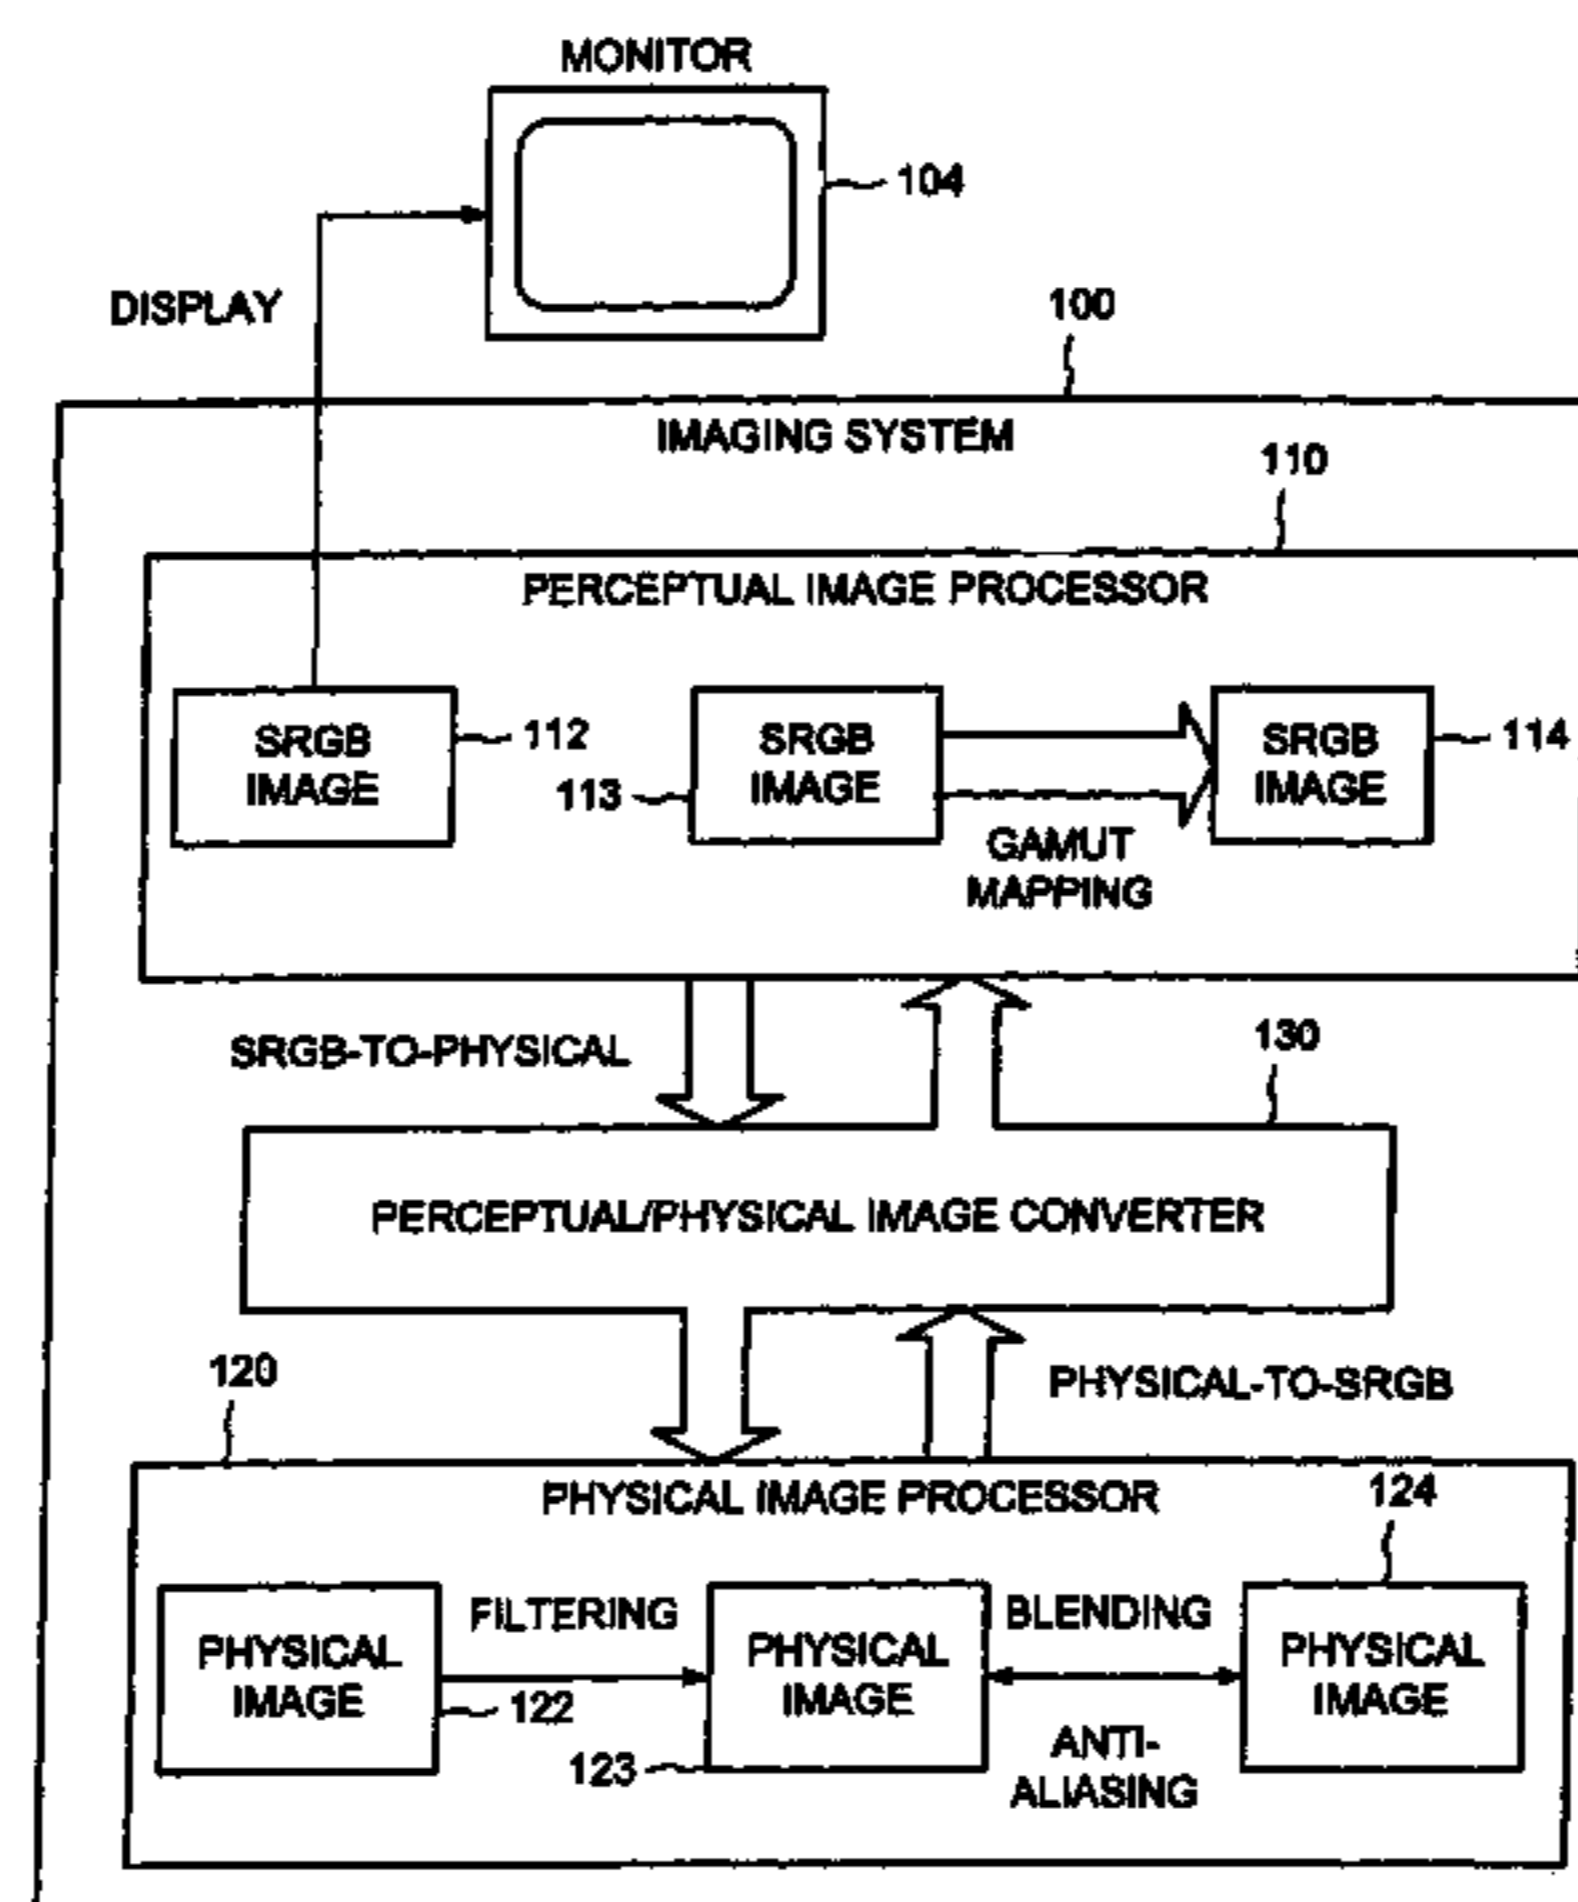 MONITOR
104
DISPLAY
100
IMAGING SYSTEM
110
PERCEPTUAL IMAGE PROCESSOR
SRGB
IMAGE
112
113
SRGB
IMAGE
GAMUT
MAPPING
SRGB
IMAGE
114
SRGB-TO-PHYSICAL
130
PERCEPTUAL/PHYSICAL IMAGE CONVERTER
120
PHYSICAL-TO-SRGB
PHYSICAL IMAGE PROCESSOR
124
PHYSICAL
IMAGE
122
FILTERING
123
PHYSICAL
IMAGE
BLENDING
ANTI-
ALIASING
PHYSICAL
IMAGE